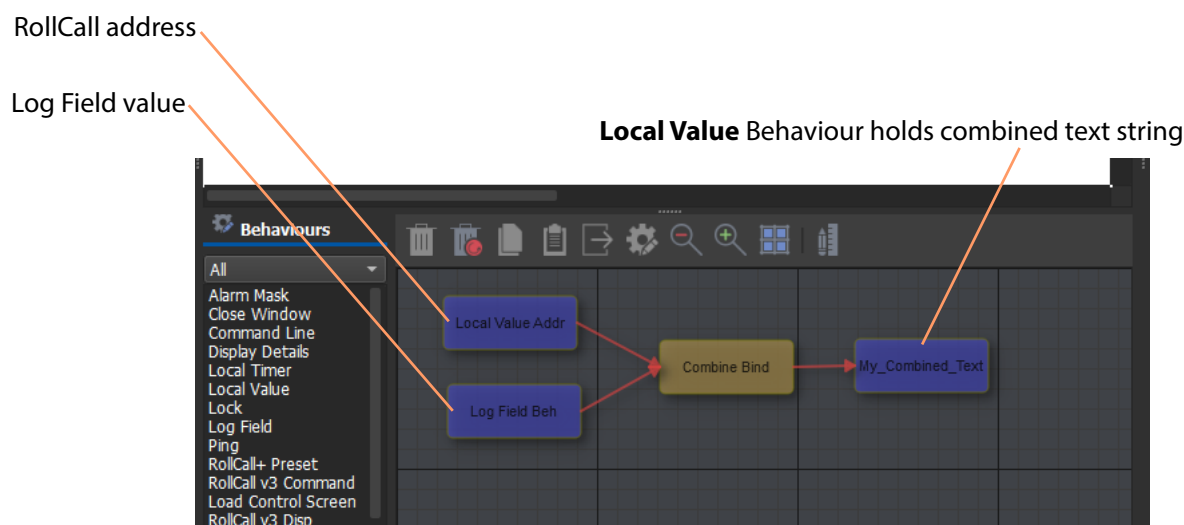 RollCall address
Log Field value
Local Value Behaviour holds combined text string
Behaviours
All
Alarm Mask
Close Window
Command Line
Display Details
Local Timer
Local Value
Lock
Log Field
Ping
RollCall+ Preset
RollCall v3 Command
Load Control Screen
RollCall v3 Disp
Local Value Addr
Log Field Beh
Combine Bind
My_Combined_Text